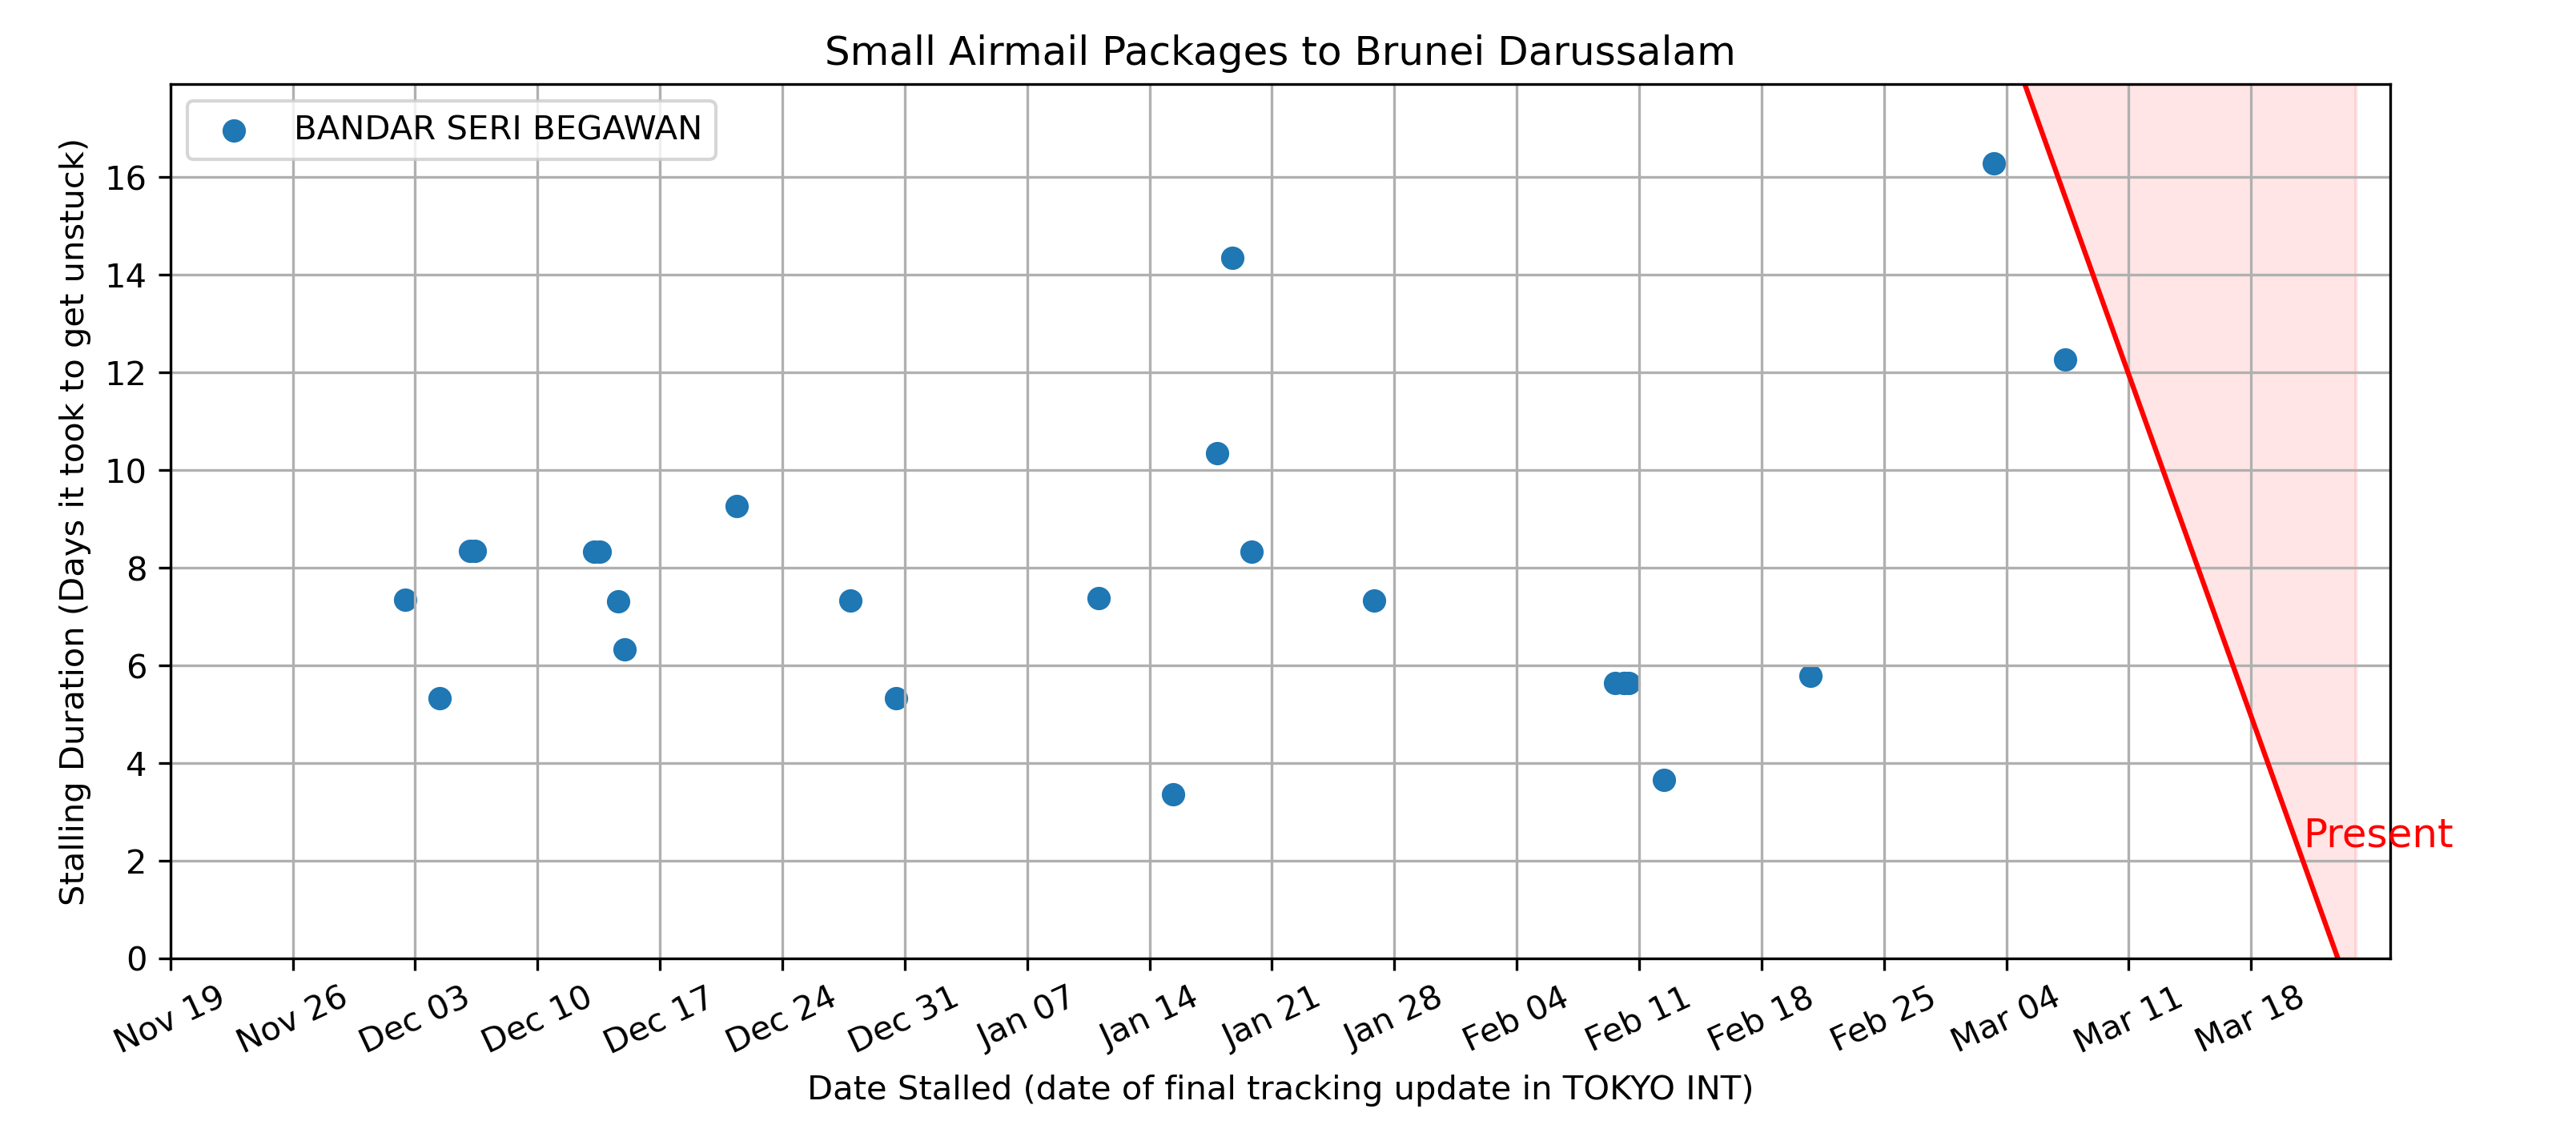 Small Airmail Packages to Brunei Darussalam
BANDAR SERI BEGAWAN
Stalling Duration (Days it took to get unstuck)
16
14
12
10
8
6
4
2
0
Present
Nov 19
Nov 26
Dec 03
Dec 10
Dec 17
Dec 24
Dec 31
Jan 07
Jan 14
Jan 21
Jan 28
Feb 04
Feb 11
Feb 18
Feb 25
Mar 04
Mar 11
Mar 18
Date Stalled (date of final tracking update in TOKYO INT)